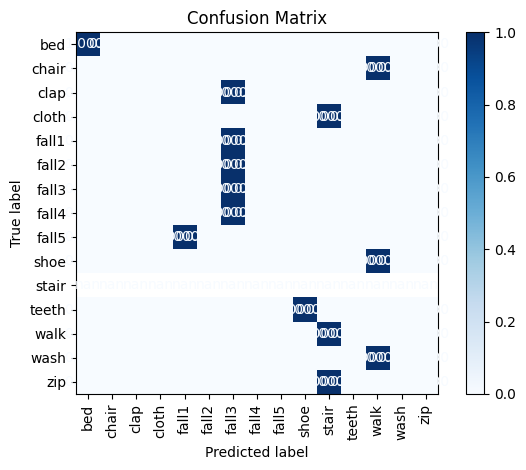 Confusion Matrix
bed
chair
clap
cloth
fall1
fall2
fall3
fall4
fall5
shoe
stair
teeth
walk
wash
zip
True label
bed
chair
clap
cloth
fall1
fall2
fall3
fall4
fall5
shoe
stair
teeth
walk
wash
zip
Predicted label
1.0
0.8
0.6
0.4
0.2
0.0